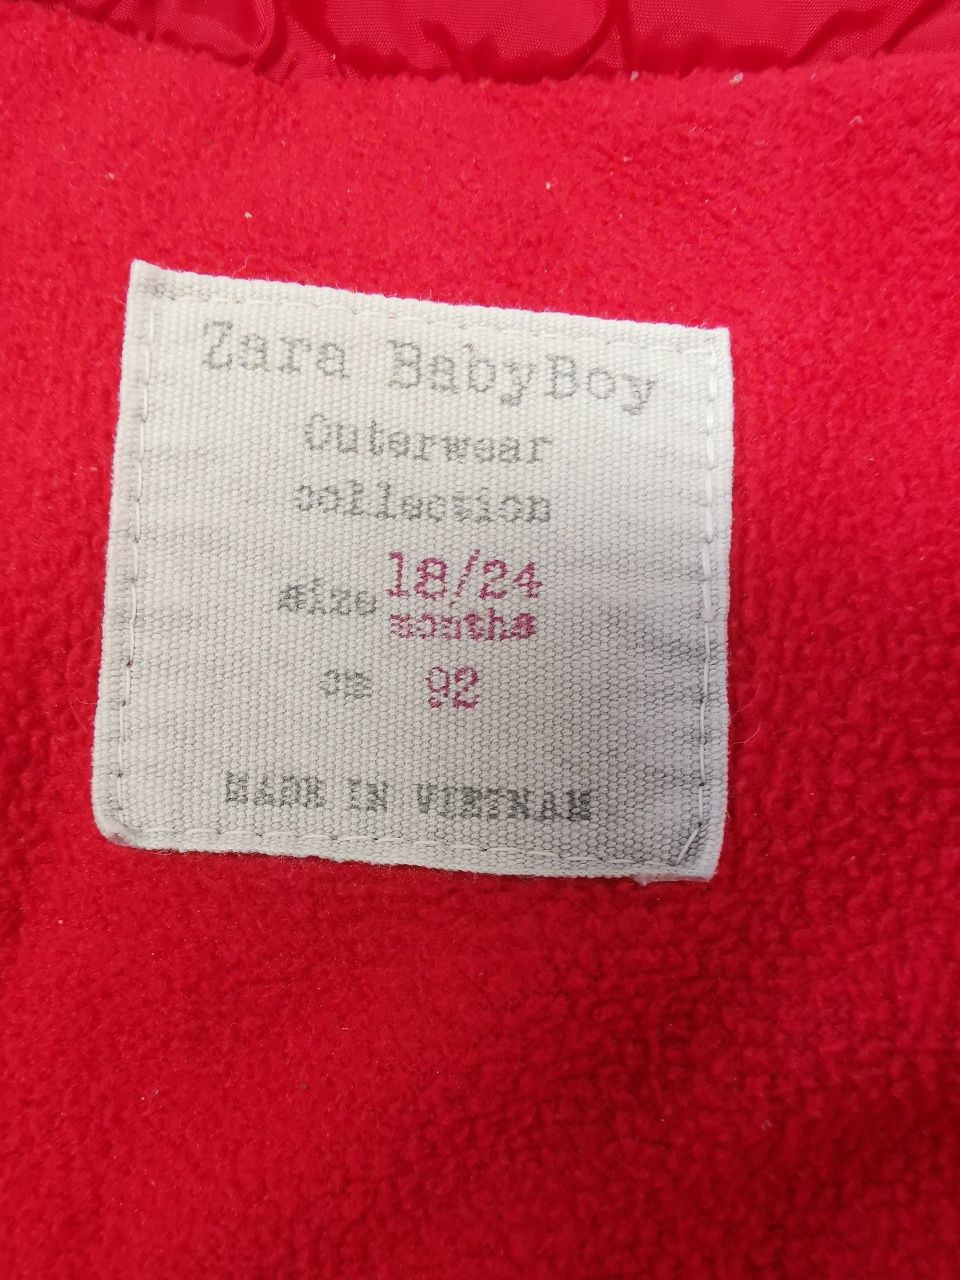 Zara BabyBoy
Outerwear
collection
size 18/24
months
cm 92
MADE IN VIETNAM